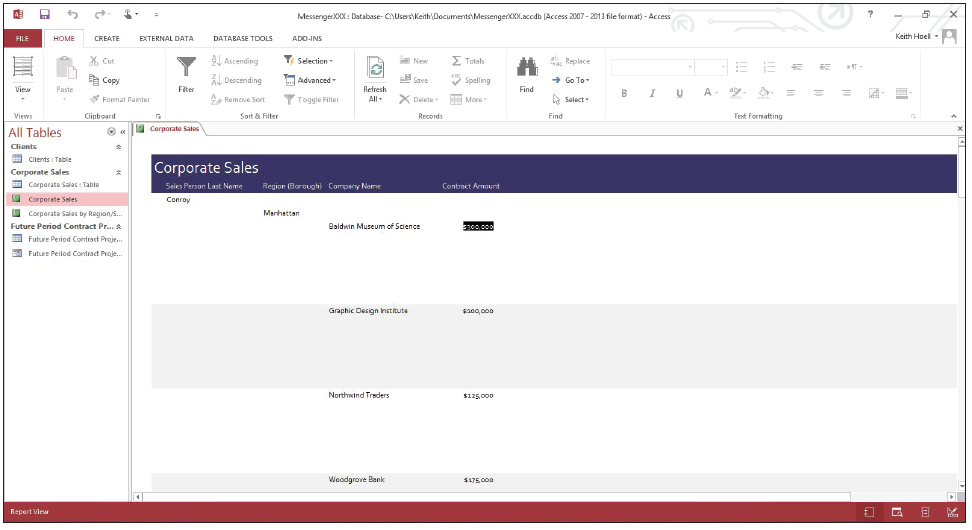 MessengerXXX : Database- C:\Users\Keith\Documents\MessengerXXX.accdb (Access 2007 - 2013 file format) - Access
?
FILE HOME CREATE EXTERNAL DATA DATABASE TOOLS ADD-INS Keith Hoell
View
Views
Paste
Cut
Copy
Format Painter
Clipboard
Filter
Ascending
Descending
Remove Sort
Selection
Advanced
Toggle Filter
Sort & Filter
Refresh
All
New
Save
Delete
Totals
Spelling
More
Records
Find
Replace
Go To
Select
Find
B I U A
Text Formatting
All Tables
Clients
Clients : Table
Corporate Sales
Corporate Sales : Table
Corporate Sales
Corporate Sales by Region/S...
Future Period Contract Pr...
Future Period Contract Proje...
Future Period Contract Proje...
Corporate Sales
Corporate Sales
Sales Person Last Name Region (Borough) Company Name Contract Amount
Conroy
Manhattan
Baldwin Museum of Science $300,000
Graphic Design Institute $200,000
Northwind Traders $125,000
Woodgrove Bank $175,000
Report View